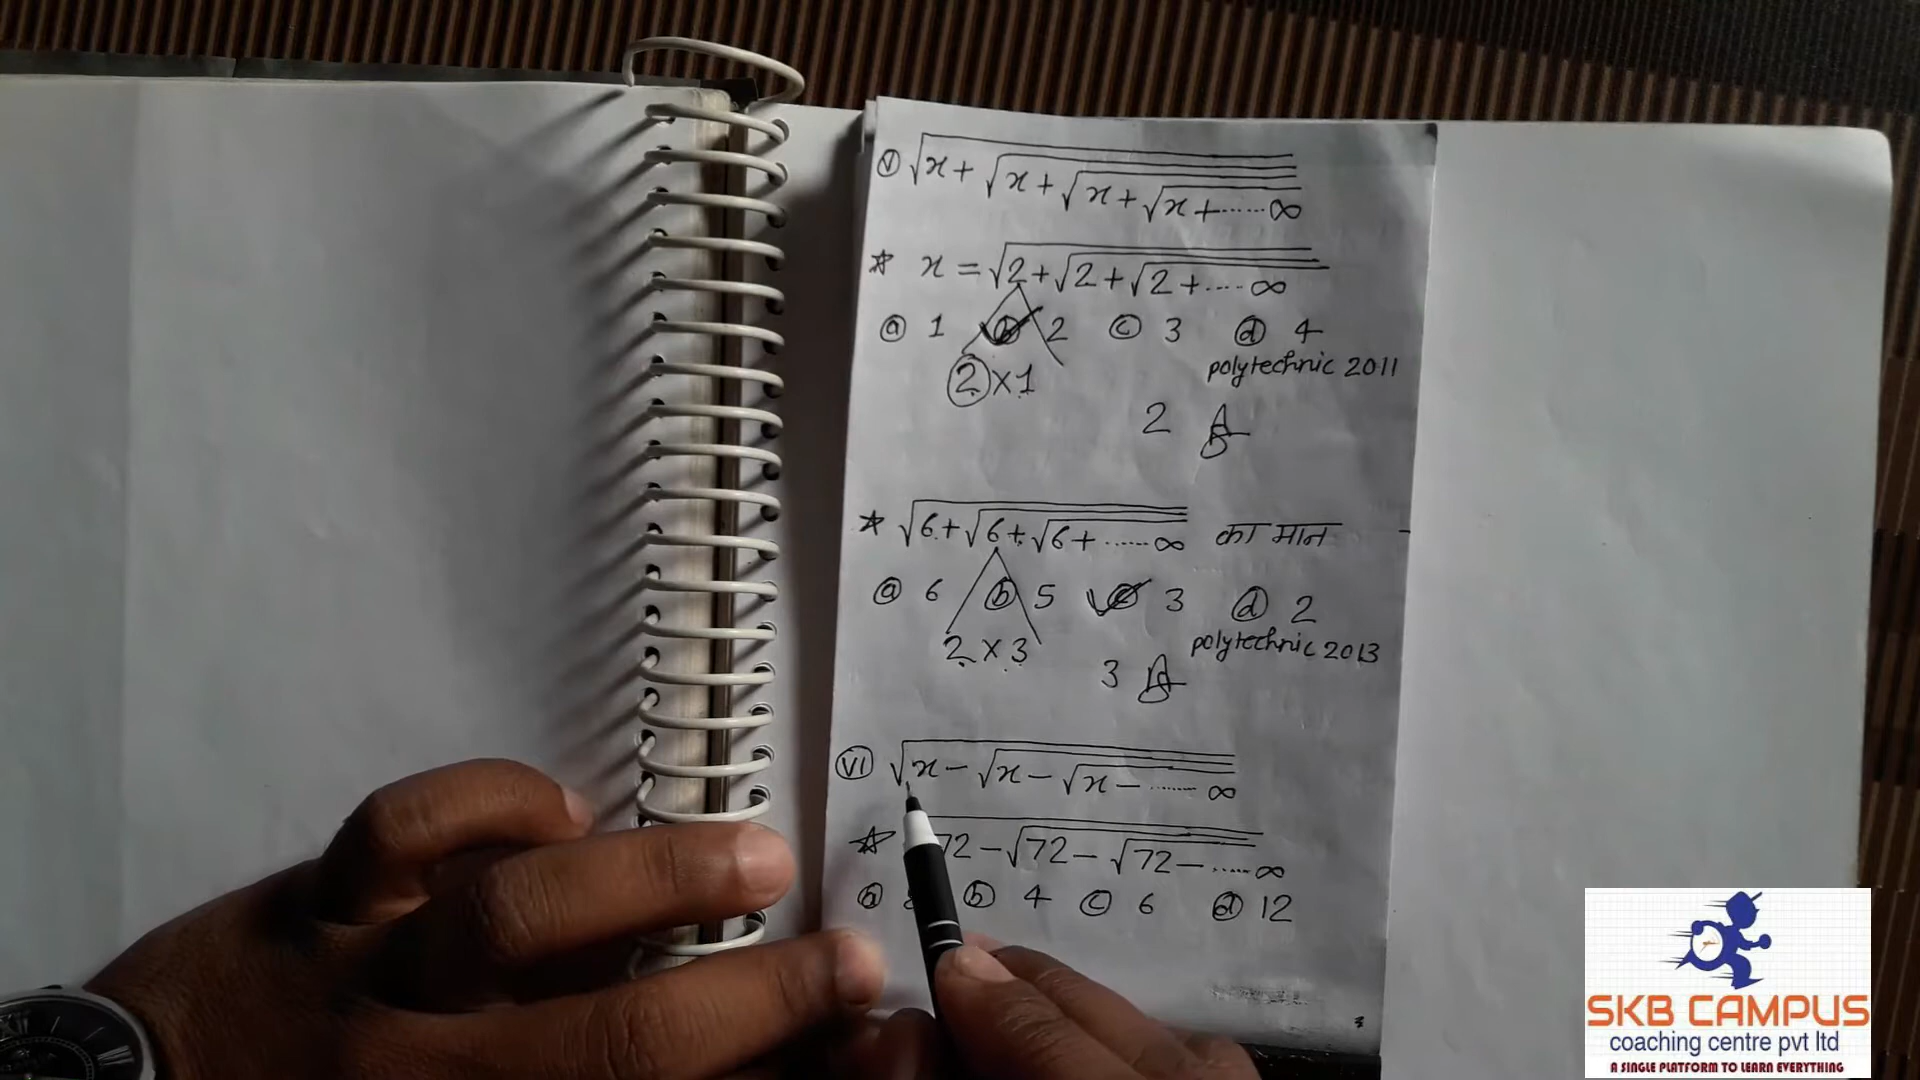 (v) √x + √x + √x + √x + ...... ∞
☆ x = √2 + √2 + √2 + .... ∞
(a) 1 (b) 2 (c) 3 (d) 4
polytechnic 2011
2 × 1
2
☆ √6 + √6 + √6 + ...... ∞ का मान
(a) 6 (b) 5 (c) 3 (d) 2
2 × 3
polytechnic 2013
3
(VI) √x - √x - √x - ........ ∞
☆ 72 - √72 - √72 - ..... ∞
(a) (b) 4 (c) 6 (d) 12
SKB CAMPUS
coaching centre pvt ltd
A SINGLE PLATFORM TO LEARN EVERYTHING